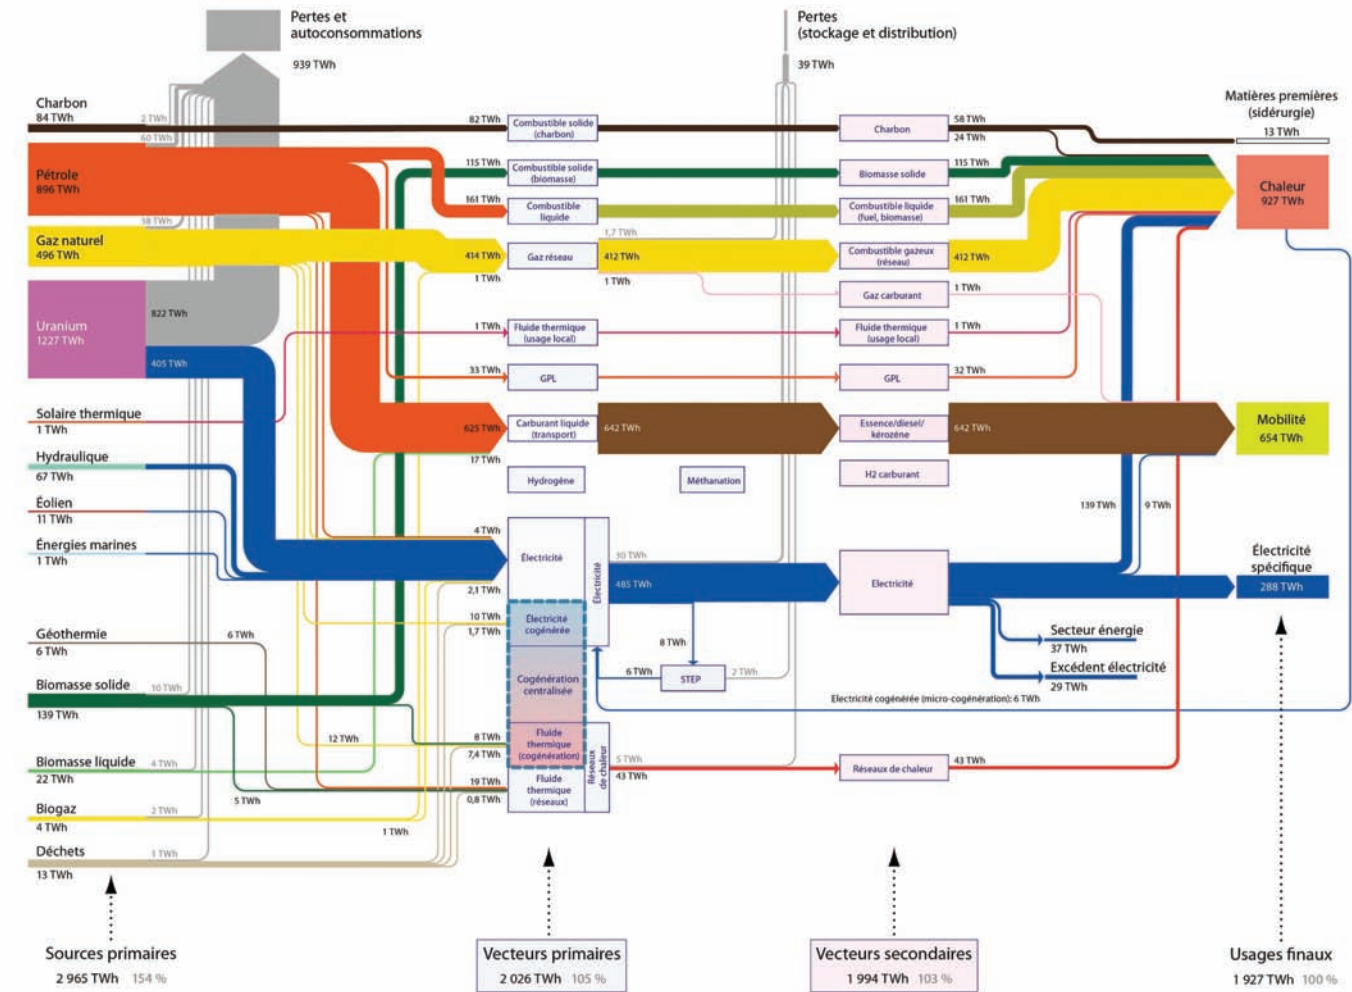 Pertes et
autoconsommations
939 TWh
Pertes
(stockage et distribution)
39 TWh
Charbon
84 TWh
2 TWh
60 TWh
82 TWh
Combustible solide
(charbon)
Charbon
58 TWh
24 TWh
Matières premières
(sidérurgie)
13 TWh
Pétrole
896 TWh
115 TWh
Combustible solide
(biomasse)
Biomasse solide
115 TWh
Chaleur
927 TWh
161 TWh
Combustible
liquide
Combustible liquide
(fuel, biomasse)
161 TWh
38 TWh
1,7 TWh
Gaz naturel
496 TWh
414 TWh
1 TWh
Gaz réseau
412 TWh
1 TWh
Combustible gazeux
(réseau)
412 TWh
Gaz carburant
1 TWh
Uranium
1227 TWh
822 TWh
405 TWh
1 TWh
Fluide thermique
(usage local)
Fluide thermique
(usage local)
1 TWh
33 TWh
GPL
GPL
32 TWh
Solaire thermique
1 TWh
625 TWh
17 TWh
Carburant liquide
(transport)
642 TWh
Essence/diesel/
kérozène
642 TWh
Mobilité
654 TWh
Hydraulique
67 TWh
Hydrogène
Méthanation
H2 carburant
Éolien
11 TWh
139 TWh
9 TWh
Énergies marines
1 TWh
4 TWh
2,1 TWh
Électricité
Électricité
30 TWh
485 TWh
Electricité
Électricité
spécifique
288 TWh
10 TWh
1,7 TWh
Électricité
cogénérée
Géothermie
6 TWh
6 TWh
8 TWh
Secteur énergie
37 TWh
Excédent électricité
29 TWh
Cogénération
centralisée
6 TWh
STEP
2 TWh
Biomasse solide
139 TWh
10 TWh
Electricité cogénérée (micro-cogénération): 6 TWh
12 TWh
8 TWh
7,4 TWh
Fluide
thermique
(cogénération)
Réseaux
de chaleur
Biomasse liquide
22 TWh
4 TWh
19 TWh
0,8 TWh
Fluide
thermique
(réseaux)
5 TWh
43 TWh
Réseaux de chaleur
43 TWh
5 TWh
Biogaz
4 TWh
2 TWh
1 TWh
Déchets
13 TWh
1 TWh
Sources primaires
2 965 TWh 154 %
Vecteurs primaires
2 026 TWh 105 %
Vecteurs secondaires
1 994 TWh 103 %
Usages finaux
1 927 TWh 100 %